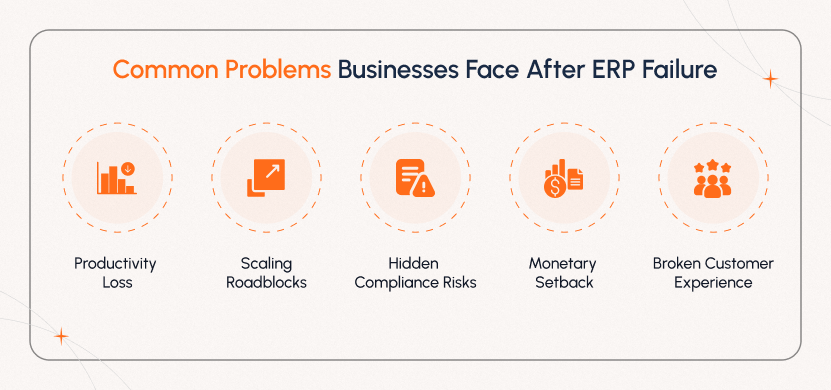 Common Problems Businesses Face After ERP Failure
Productivity
Loss
Scaling
Roadblocks
Hidden
Compliance Risks
Monetary
Setback
Broken Customer
Experience